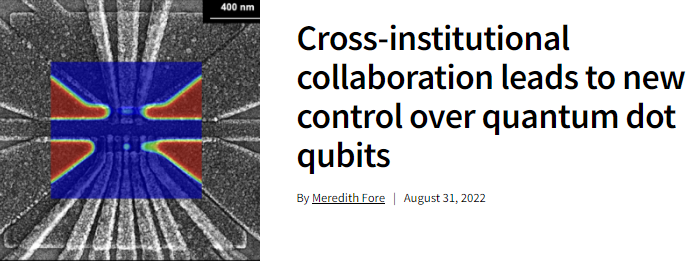 400 nm
Cross-institutional
collaboration leads to new
control over quantum dot
qubits
By Meredith Fore | August 31, 2022